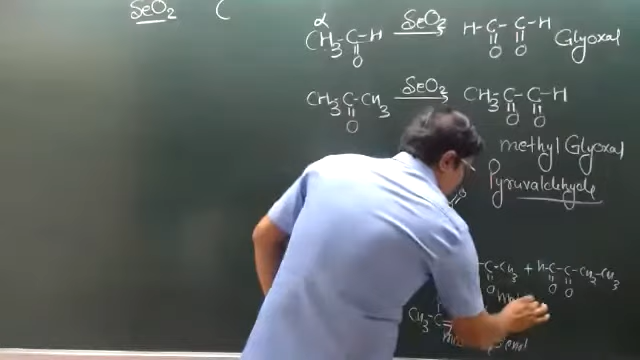 SeO₂ C
α
CH₃-C-H SeO₂ H-C-C-H Glyoxal
O O O
CH₃-C-CH₃ SeO₂ CH₃-C-C-H
O O O
methyl Glyoxal
Pyruvaldehyde
-C-CH₃ + H-C-C-CH₂-CH₃
O O O
CH₃-C